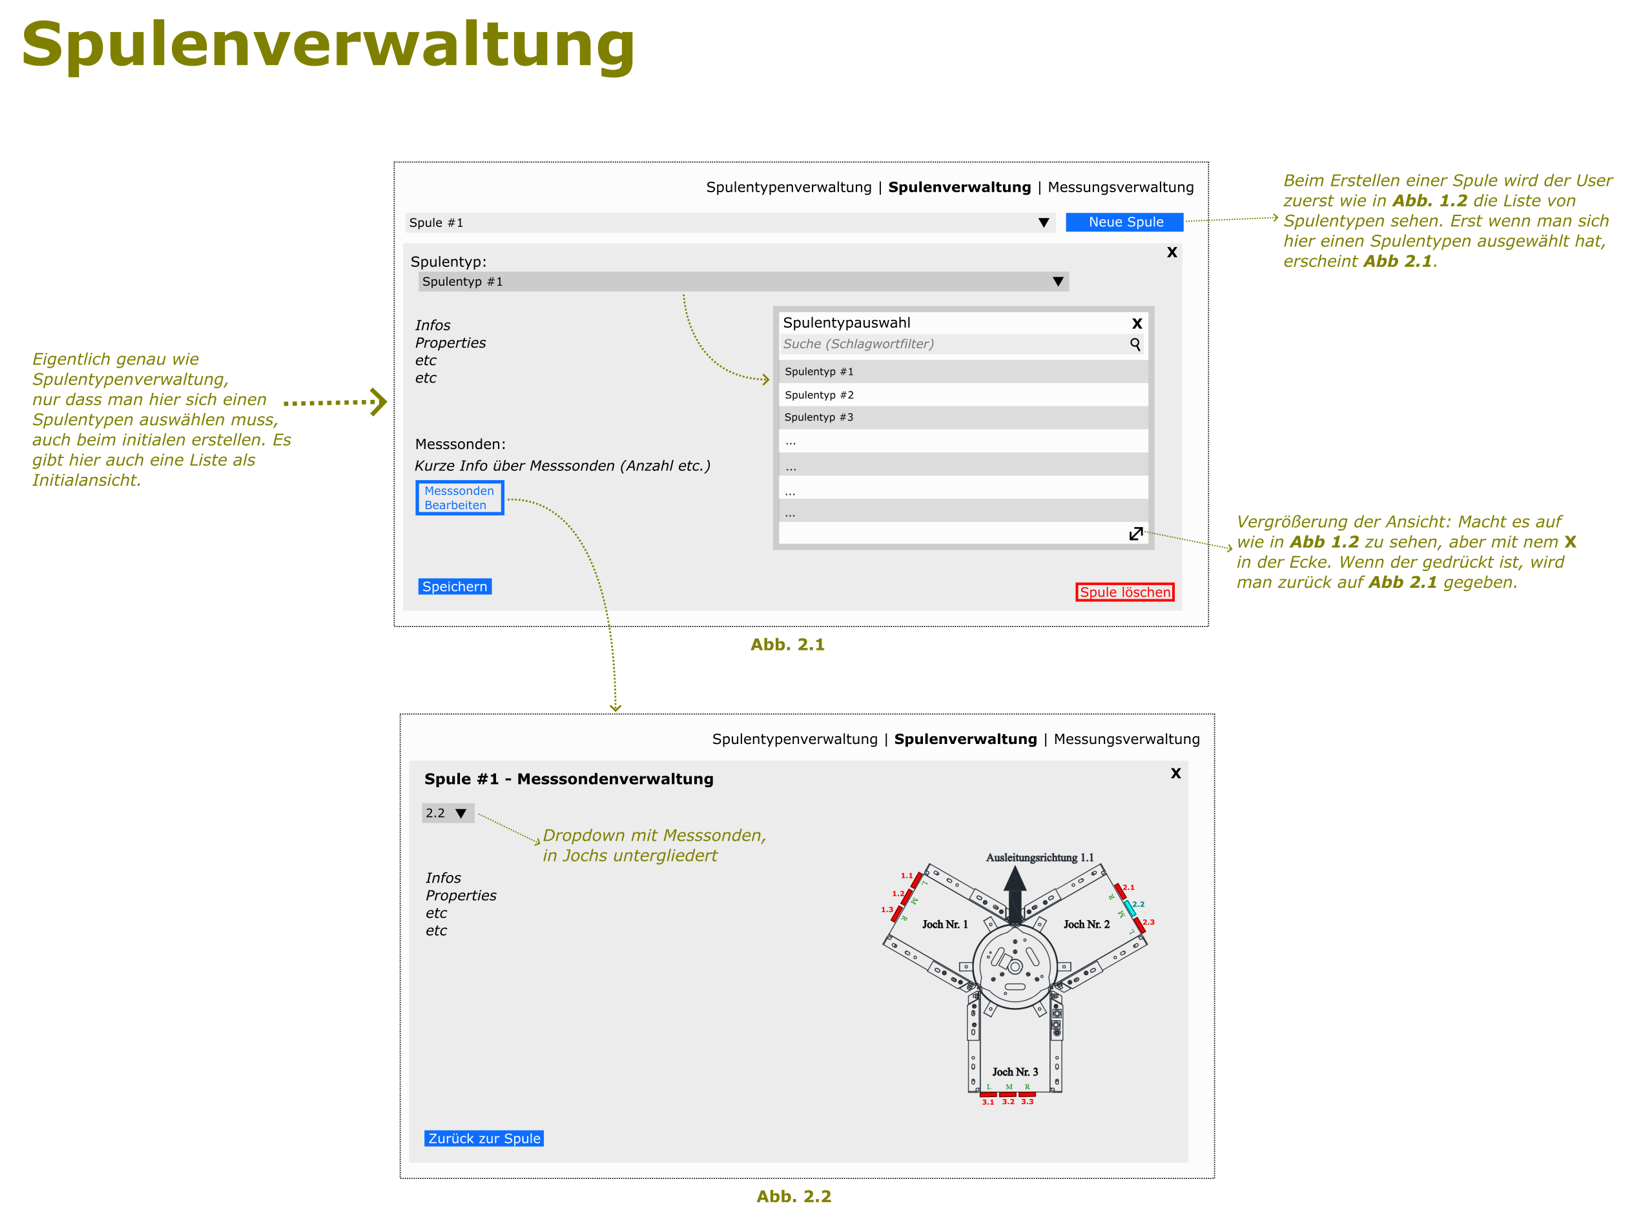 Spulenverwaltung
Spulentypenverwaltung | Spulenverwaltung | Messungsverwaltung
Spule #1
Neue Spule
Beim Erstellen einer Spule wird der User
zuerst wie in Abb. 1.2 die Liste von
Spulentypen sehen. Erst wenn man sich
hier einen Spulentypen ausgewählt hat,
erscheint Abb 2.1.
X
Spulentyp:
Spulentyp #1
Infos
Properties
etc
etc
Spulentypauswahl
X
Suche (Schlagwortfilter)
Spulentyp #1
Spulentyp #2
Spulentyp #3
...
...
...
...
Eigentlich genau wie
Spulentypenverwaltung,
nur dass man hier sich einen
Spulentypen auswählen muss,
auch beim initialen erstellen. Es
gibt hier auch eine Liste als
Initialansicht.
Messsonden:
Kurze Info über Messsonden (Anzahl etc.)
Messsonden
Bearbeiten
Vergrößerung der Ansicht: Macht es auf
wie in Abb 1.2 zu sehen, aber mit nem X
in der Ecke. Wenn der gedrückt ist, wird
man zurück auf Abb 2.1 gegeben.
Speichern
Spule löschen
Abb. 2.1
Spulentypenverwaltung | Spulenverwaltung | Messungsverwaltung
Spule #1 - Messsondenverwaltung
X
2.2
Dropdown mit Messsonden,
in Jochs untergliedert
Infos
Properties
etc
etc
Ausleitungsrichtung 1.1
1.1
1.2
1.3
L
M
R
Joch Nr. 1
2.1
2.2
2.3
R
M
L
Joch Nr. 2
Joch Nr. 3
L M R
3.1 3.2 3.3
Zurück zur Spule
Abb. 2.2